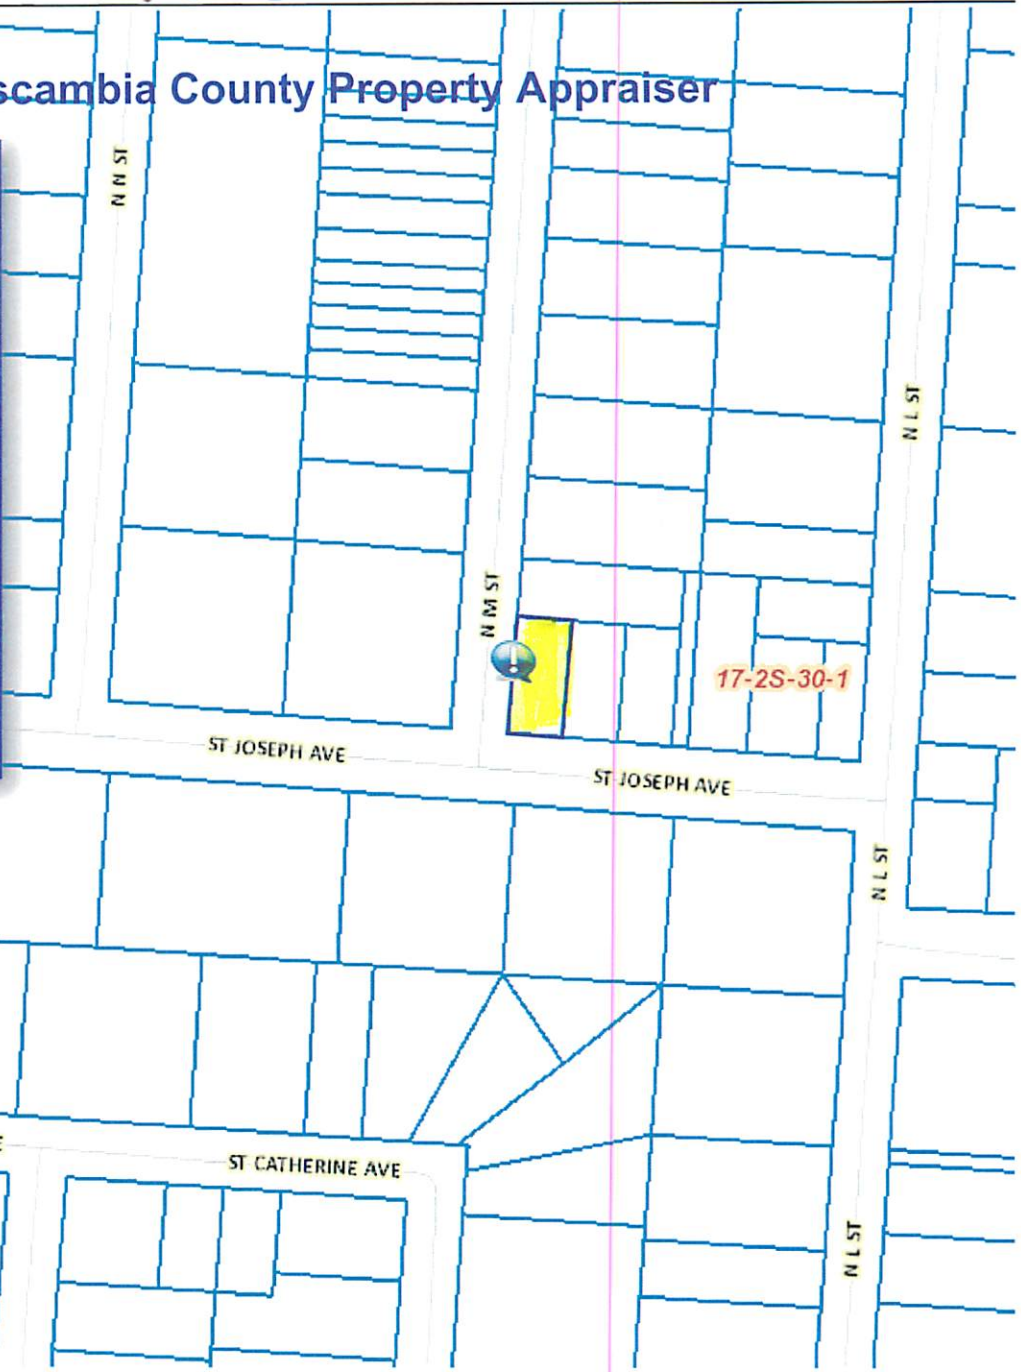 scambia County Property Appraiser
N N ST
N L ST
N M ST
17-2S-30-1
ST JOSEPH AVE
ST JOSEPH AVE
N L ST
ST CATHERINE AVE
N L ST